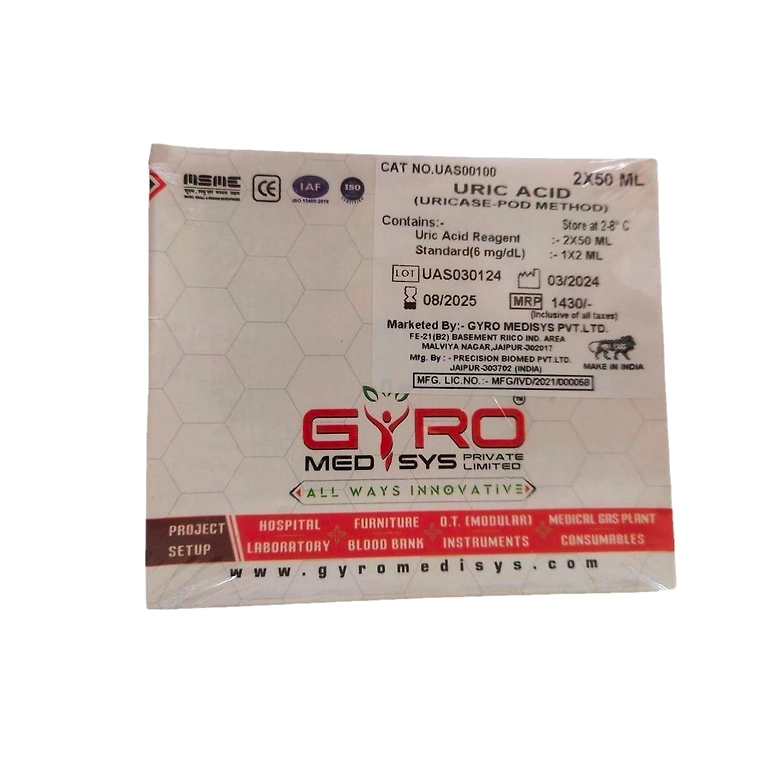 MSME
CE
IAF
ISO 13485:2016
ISO
CAT NO.UAS00100
2X50 ML
URIC ACID
(URICASE-POD METHOD)
Contains:-
Store at 2-8° C
Uric Acid Reagent :- 2X50 ML
Standard(6 mg/dL) :- 1X2 ML
LOT UAS030124
03/2024
08/2025
MRP 1430/-
(Inclusive of all taxes)
Marketed By:- GYRO MEDISYS PVT.LTD.
FE-21(B2) BASEMENT RIICO IND. AREA
MALVIYA NAGAR,JAIPUR-302017
Mfg. By : - PRECISION BIOMED PVT.LTD.
JAIPUR-303702 (INDIA)
MAKE IN INDIA
MFG. LIC.NO.:- MFG/IVD/2021/000058
GYRO
TM
MEDISYS PRIVATE LIMITED
ALL WAYS INNOVATiVE
PROJECT SETUP
HOSPITAL FURNITURE O.T. (MODULAR) MEDICAL GAS PLANT
LABORATORY BLOOD BANK INSTRUMENTS CONSUMABLES
www.gyromedisys.com